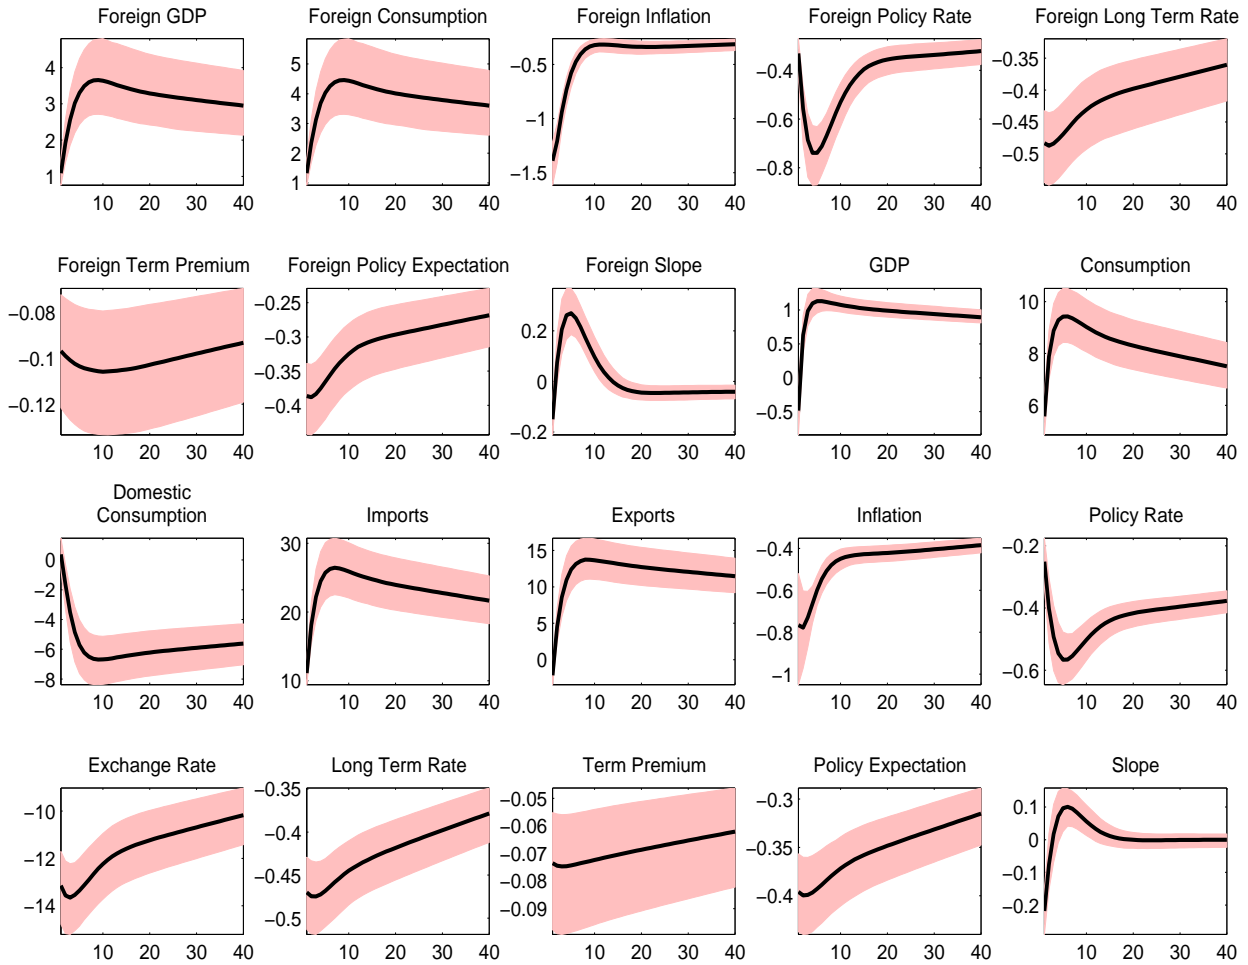 Foreign GDP
4
3
2
1
10 20 30 40
Foreign Consumption
5
4
3
2
1
10 20 30 40
Foreign Inflation
−0.5
−1
−1.5
10 20 30 40
Foreign Policy Rate
−0.4
−0.6
−0.8
10 20 30 40
Foreign Long Term Rate
−0.35
−0.4
−0.45
−0.5
10 20 30 40
Foreign Term Premium
−0.08
−0.1
−0.12
10 20 30 40
Foreign Policy Expectation
−0.25
−0.3
−0.35
−0.4
10 20 30 40
Foreign Slope
0.2
0
−0.2
10 20 30 40
GDP
1
0.5
0
−0.5
10 20 30 40
Consumption
10
8
6
10 20 30 40
Domestic
Consumption
0
−2
−4
−6
−8
10 20 30 40
Imports
30
20
10
10 20 30 40
Exports
15
10
5
0
10 20 30 40
Inflation
−0.4
−0.6
−0.8
−1
10 20 30 40
Policy Rate
−0.2
−0.4
−0.6
10 20 30 40
Exchange Rate
−10
−12
−14
10 20 30 40
Long Term Rate
−0.35
−0.4
−0.45
−0.5
10 20 30 40
Term Premium
−0.05
−0.06
−0.07
−0.08
−0.09
10 20 30 40
Policy Expectation
−0.3
−0.35
−0.4
10 20 30 40
Slope
0.1
0
−0.1
−0.2
10 20 30 40